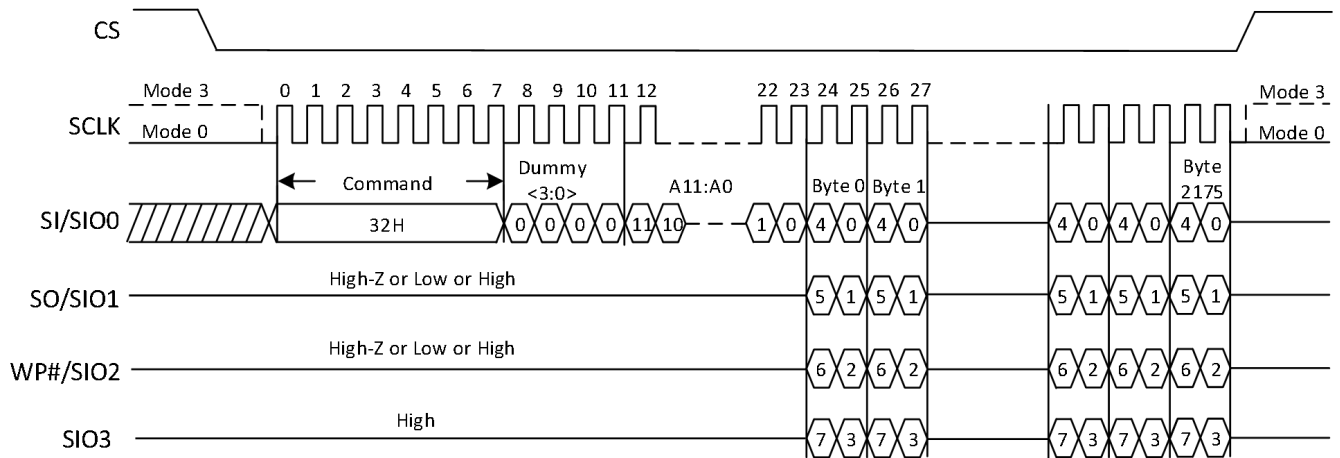 CS
0 1 2 3 4 5 6 7 8 9 10 11 12 22 23 24 25 26 27
Mode 3 Mode 3
SCLK
Mode 0 Mode 0
Command Dummy <3:0> A11:A0 Byte 0 Byte 1 Byte 2175
SI/SIO0 32H 0 0 0 0 11 10 1 0 4 0 4 0 4 0 4 0 4 0
High-Z or Low or High
SO/SIO1 5 1 5 1 5 1 5 1 5 1
High-Z or Low or High
WP#/SIO2 6 2 6 2 6 2 6 2 6 2
High
SIO3 7 3 7 3 7 3 7 3 7 3